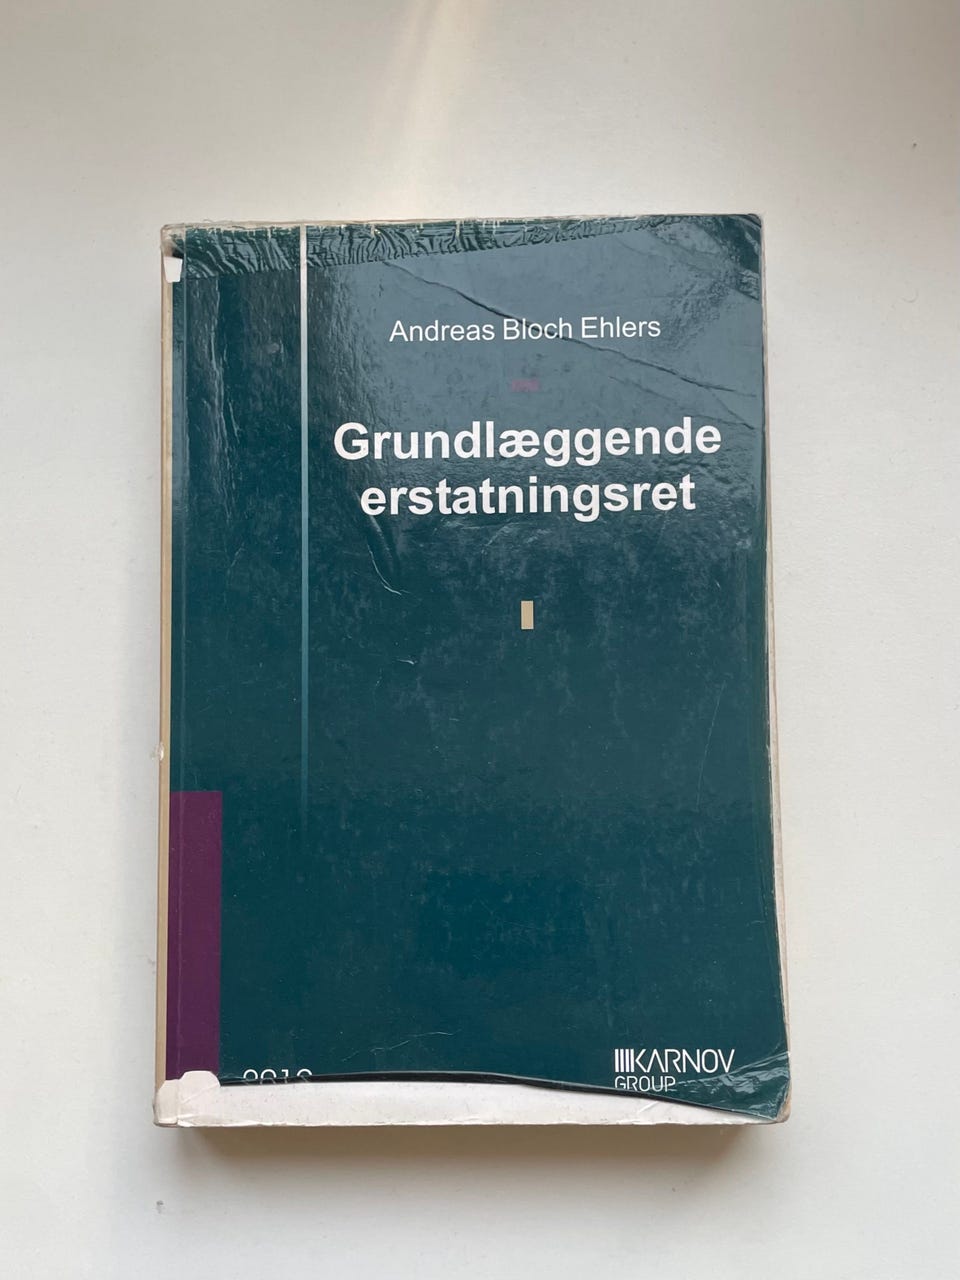 Andreas Bloch Ehlers
Grundlæggende
erstatningsret
KARNOV
GROUP